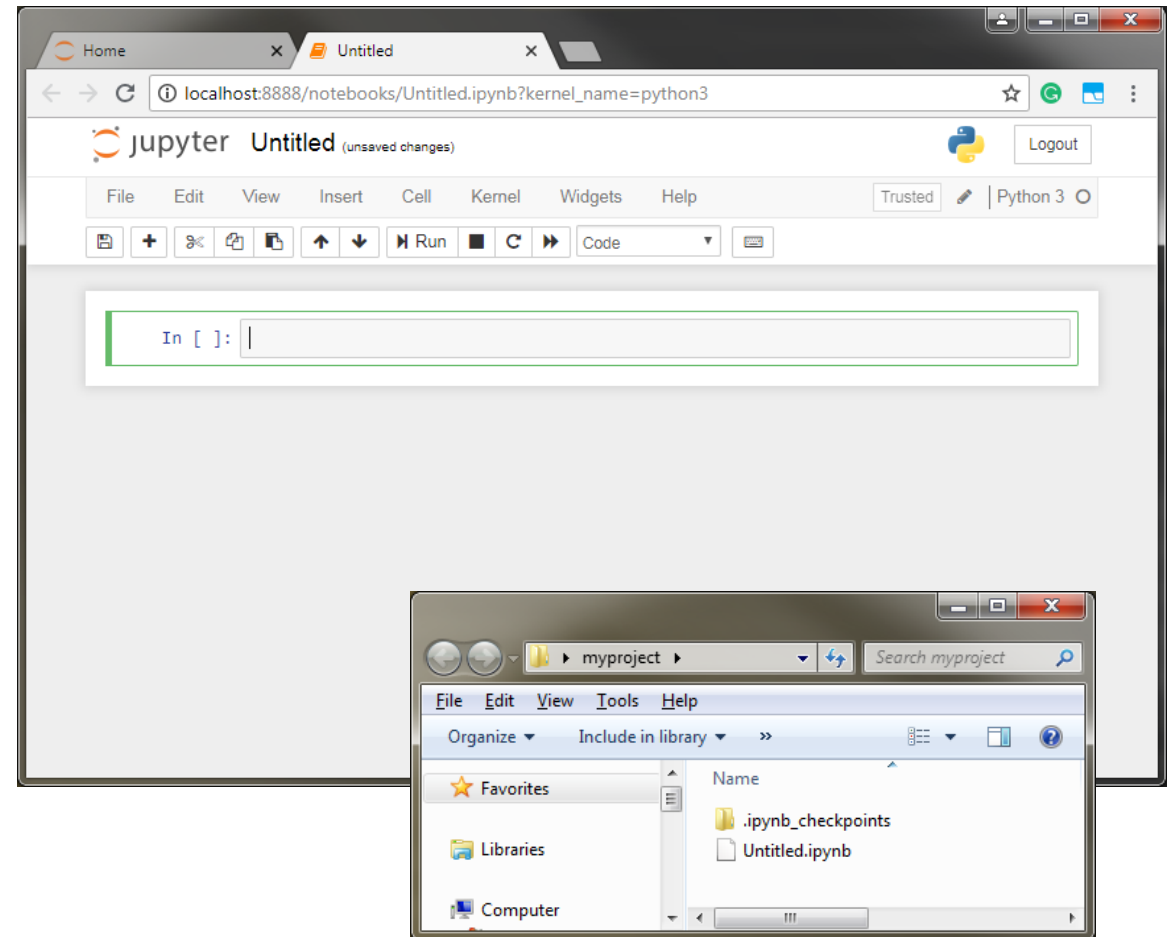 Home
Untitled
localhost:8888/notebooks/Untitled.ipynb?kernel_name=python3
jupyter Untitled (unsaved changes)
Logout
File Edit View Insert Cell Kernel Widgets Help
Trusted Python 3
Run Code
In [ ]:
myproject
Search myproject
File Edit View Tools Help
Organize Include in library »
Name
Favorites
.ipynb_checkpoints
Libraries
Untitled.ipynb
Computer